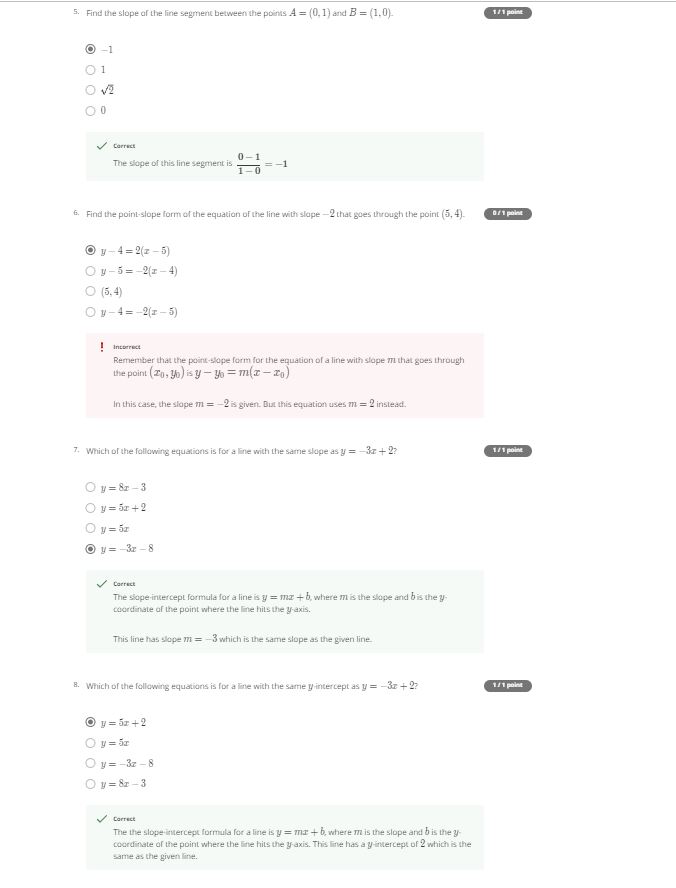 5. Find the slope of the line segment between the points A = (0, 1) and B = (1, 0).
1 / 1 point
−1
1
√2
0
Correct
The slope of this line segment is (0 − 1)/(1 − 0) = −1
6. Find the point-slope form of the equation of the line with slope −2 that goes through the point (5, 4).
0 / 1 point
y − 4 = 2(x − 5)
y − 5 = −2(x − 4)
(5, 4)
y − 4 = −2(x − 5)
Incorrect
Remember that the point-slope form for the equation of a line with slope m that goes through
the point (x₀, y₀) is y − y₀ = m(x − x₀)
In this case, the slope m = −2 is given. But this equation uses m = 2 instead.
7. Which of the following equations is for a line with the same slope as y = −3x + 2?
1 / 1 point
y = 8x − 3
y = 5x + 2
y = 5x
y = −3x − 8
Correct
The slope-intercept formula for a line is y = mx + b, where m is the slope and b is the y-
coordinate of the point where the line hits the y-axis.
This line has slope m = −3 which is the same slope as the given line.
8. Which of the following equations is for a line with the same y-intercept as y = −3x + 2?
1 / 1 point
y = 5x + 2
y = 5x
y = −3x − 8
y = 8x − 3
Correct
The the slope-intercept formula for a line is y = mx + b, where m is the slope and b is the y-
coordinate of the point where the line hits the y-axis. This line has a y-intercept of 2 which is the
same as the given line.